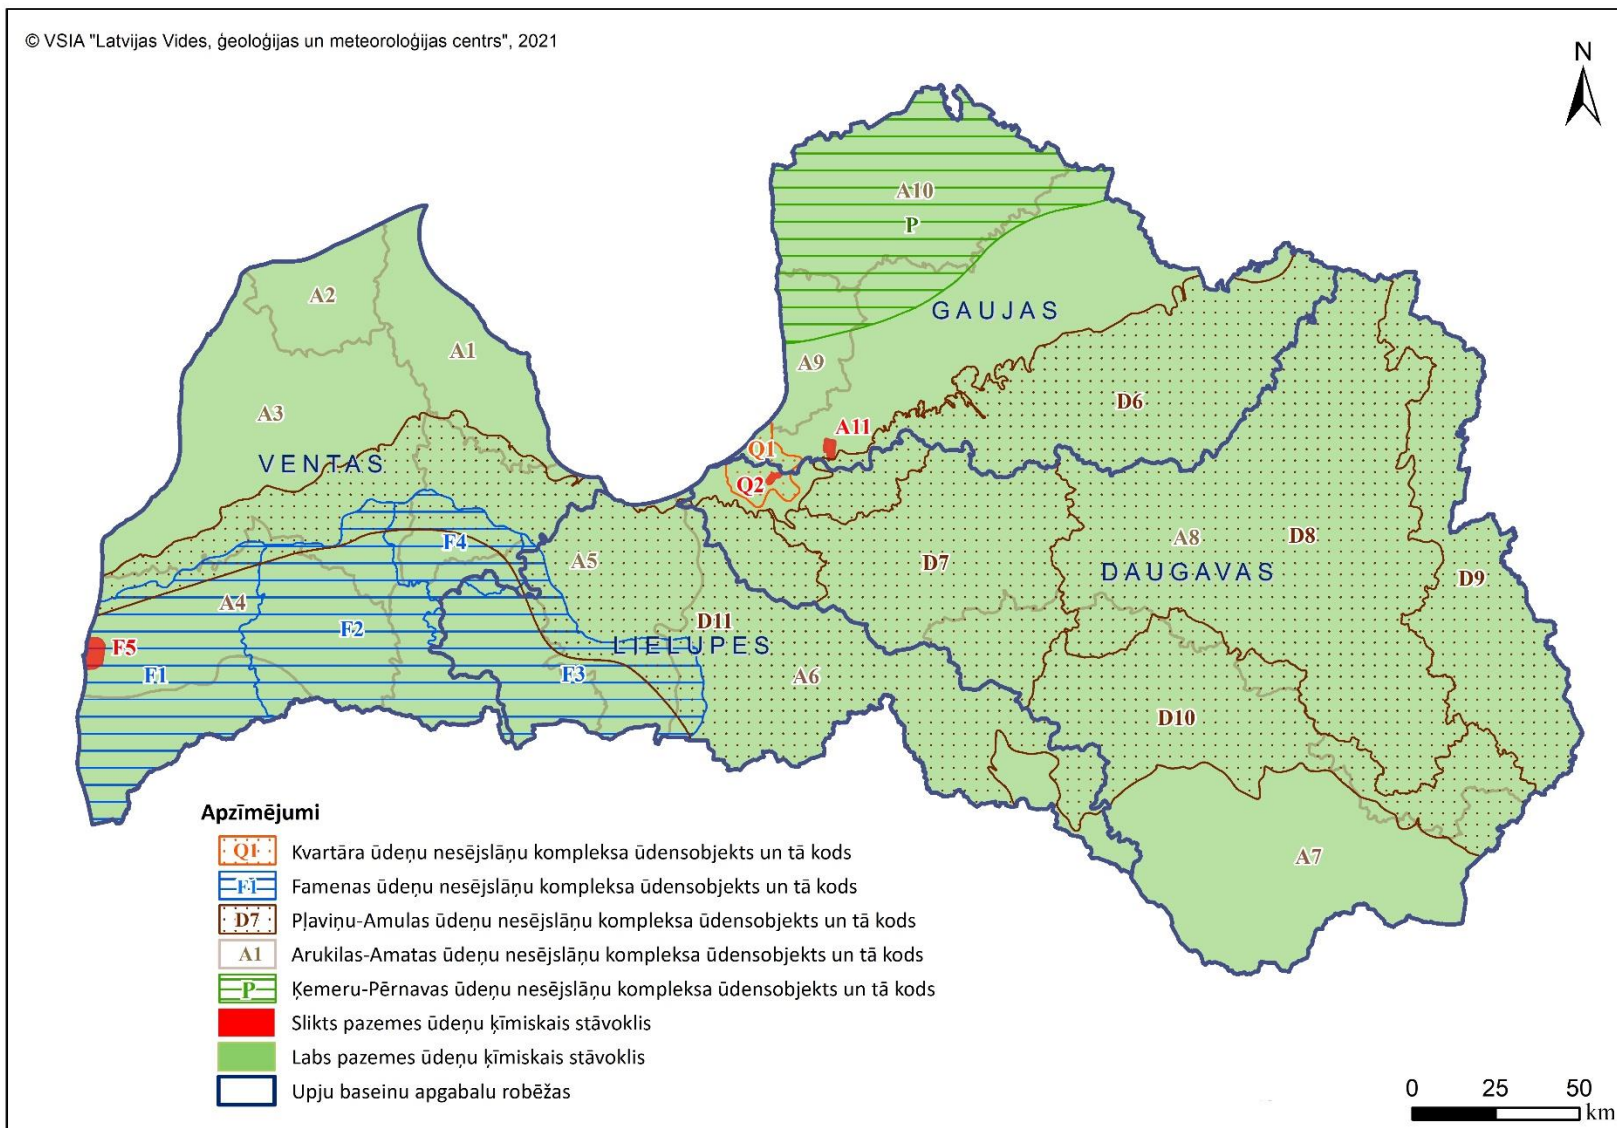 © VSIA "Latvijas Vides, ģeoloģijas un meteoroloģijas centrs", 2021
N
A10
P
A2
GAUJAS
A1
A9
A3
D6
A11
Q1
VENTAS
Q2
F4
A5
D7
A8
D8
DAUGAVAS
D9
A4
F2
D11
LIELUPES
F5
F1
F3
A6
D10
A7
Apzīmējumi
Q1 Kvartāra ūdeņu nesējslāņu kompleksa ūdensobjekts un tā kods
F1 Famenas ūdeņu nesējslāņu kompleksa ūdensobjekts un tā kods
D7 Pļaviņu-Amulas ūdeņu nesējslāņu kompleksa ūdensobjekts un tā kods
A1 Arukilas-Amatas ūdeņu nesējslāņu kompleksa ūdensobjekts un tā kods
P Ķemeru-Pērnavas ūdeņu nesējslāņu kompleksa ūdensobjekts un tā kods
Slikts pazemes ūdeņu ķīmiskais stāvoklis
Labs pazemes ūdeņu ķīmiskais stāvoklis
Upju baseinu apgabalu robēžas
0 25 50
km